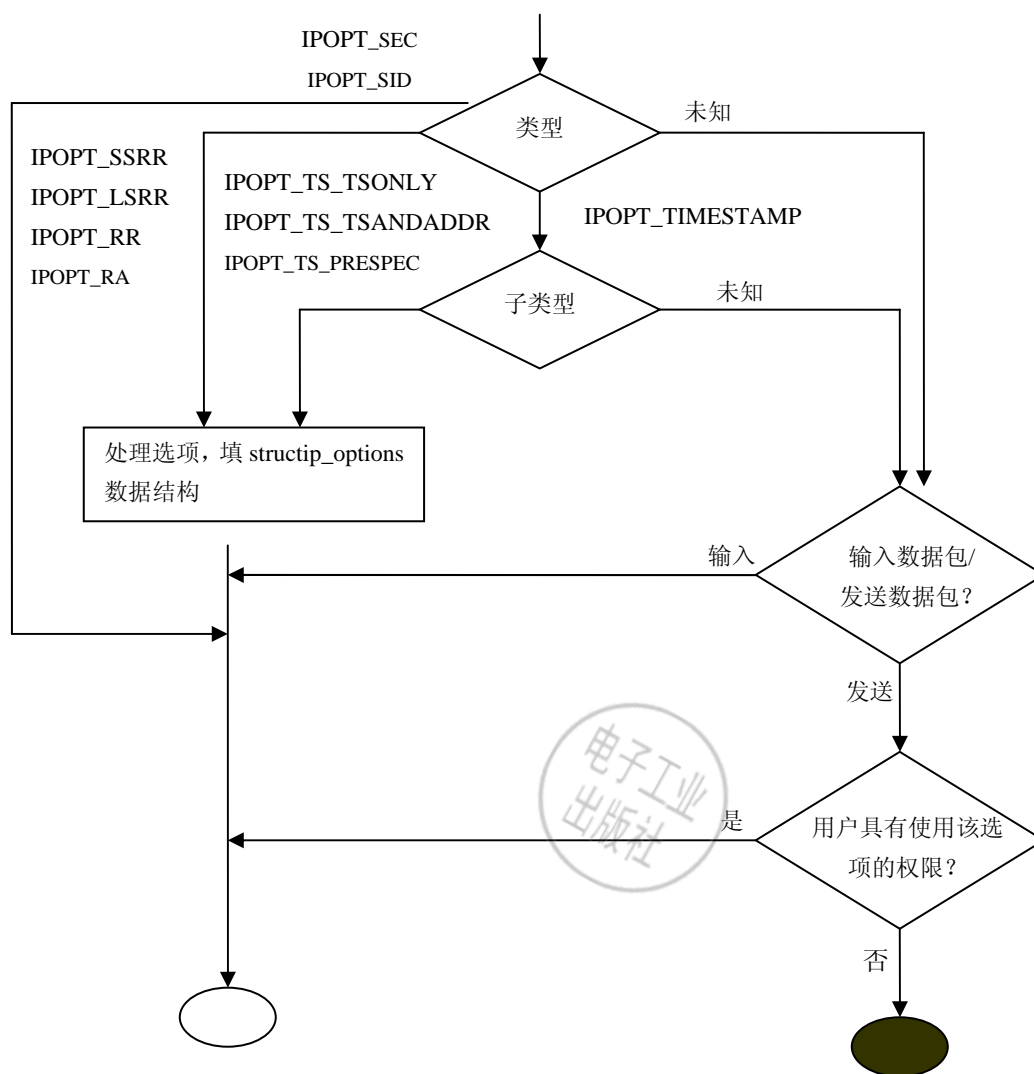 IPOPT_SEC
IPOPT_SID
类型
未知
IPOPT_SSRR
IPOPT_LSRR
IPOPT_RR
IPOPT_RA
IPOPT_TS_TSONLY
IPOPT_TS_TSANDADDR
IPOPT_TS_PRESPEC
IPOPT_TIMESTAMP
子类型
未知
处理选项，填 structip_options
数据结构
输入
输入数据包/
发送数据包？
发送
电子工业
出版社
是
用户具有使用该选
项的权限？
否